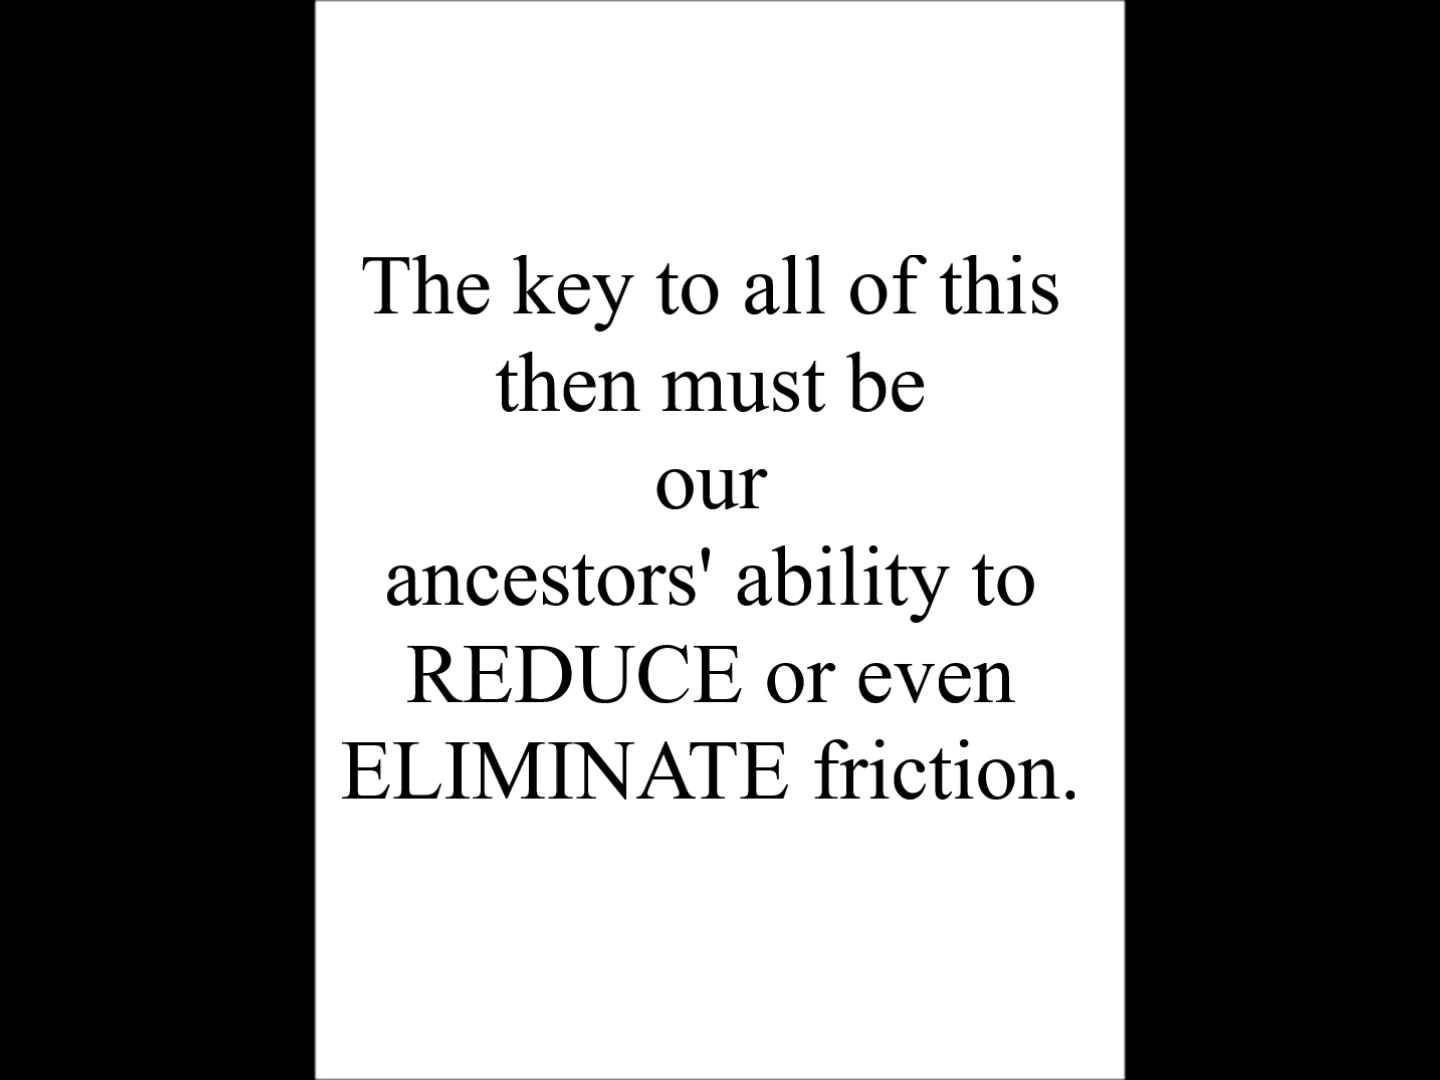 The key to all of this
then must be
our
ancestors' ability to
REDUCE or even
ELIMINATE friction.